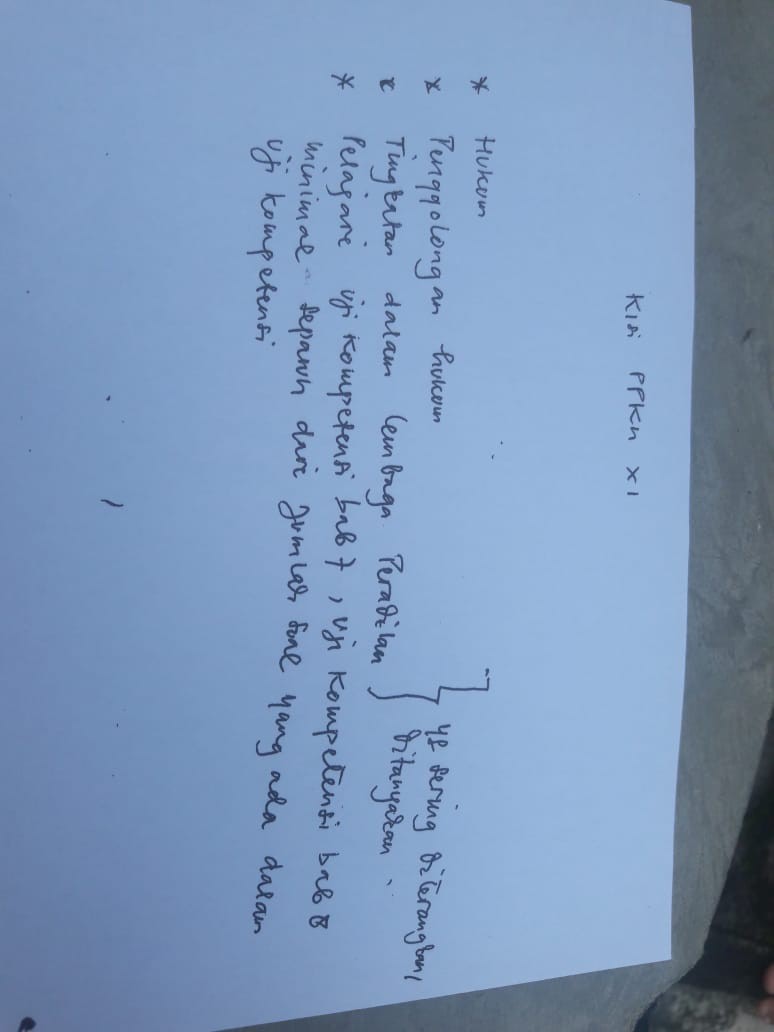 Kisi PPKn XI
* Hukum
* Penggolongan hukum
* Tingkatan dalam lembaga Peradilan
yg sering diterangkan,
ditanyakan.
* Pelajari uji kompetensi bab 7, uji kompetensi bab 8
minimal separuh dari jumlah soal yang ada dalam
uji kompetensi